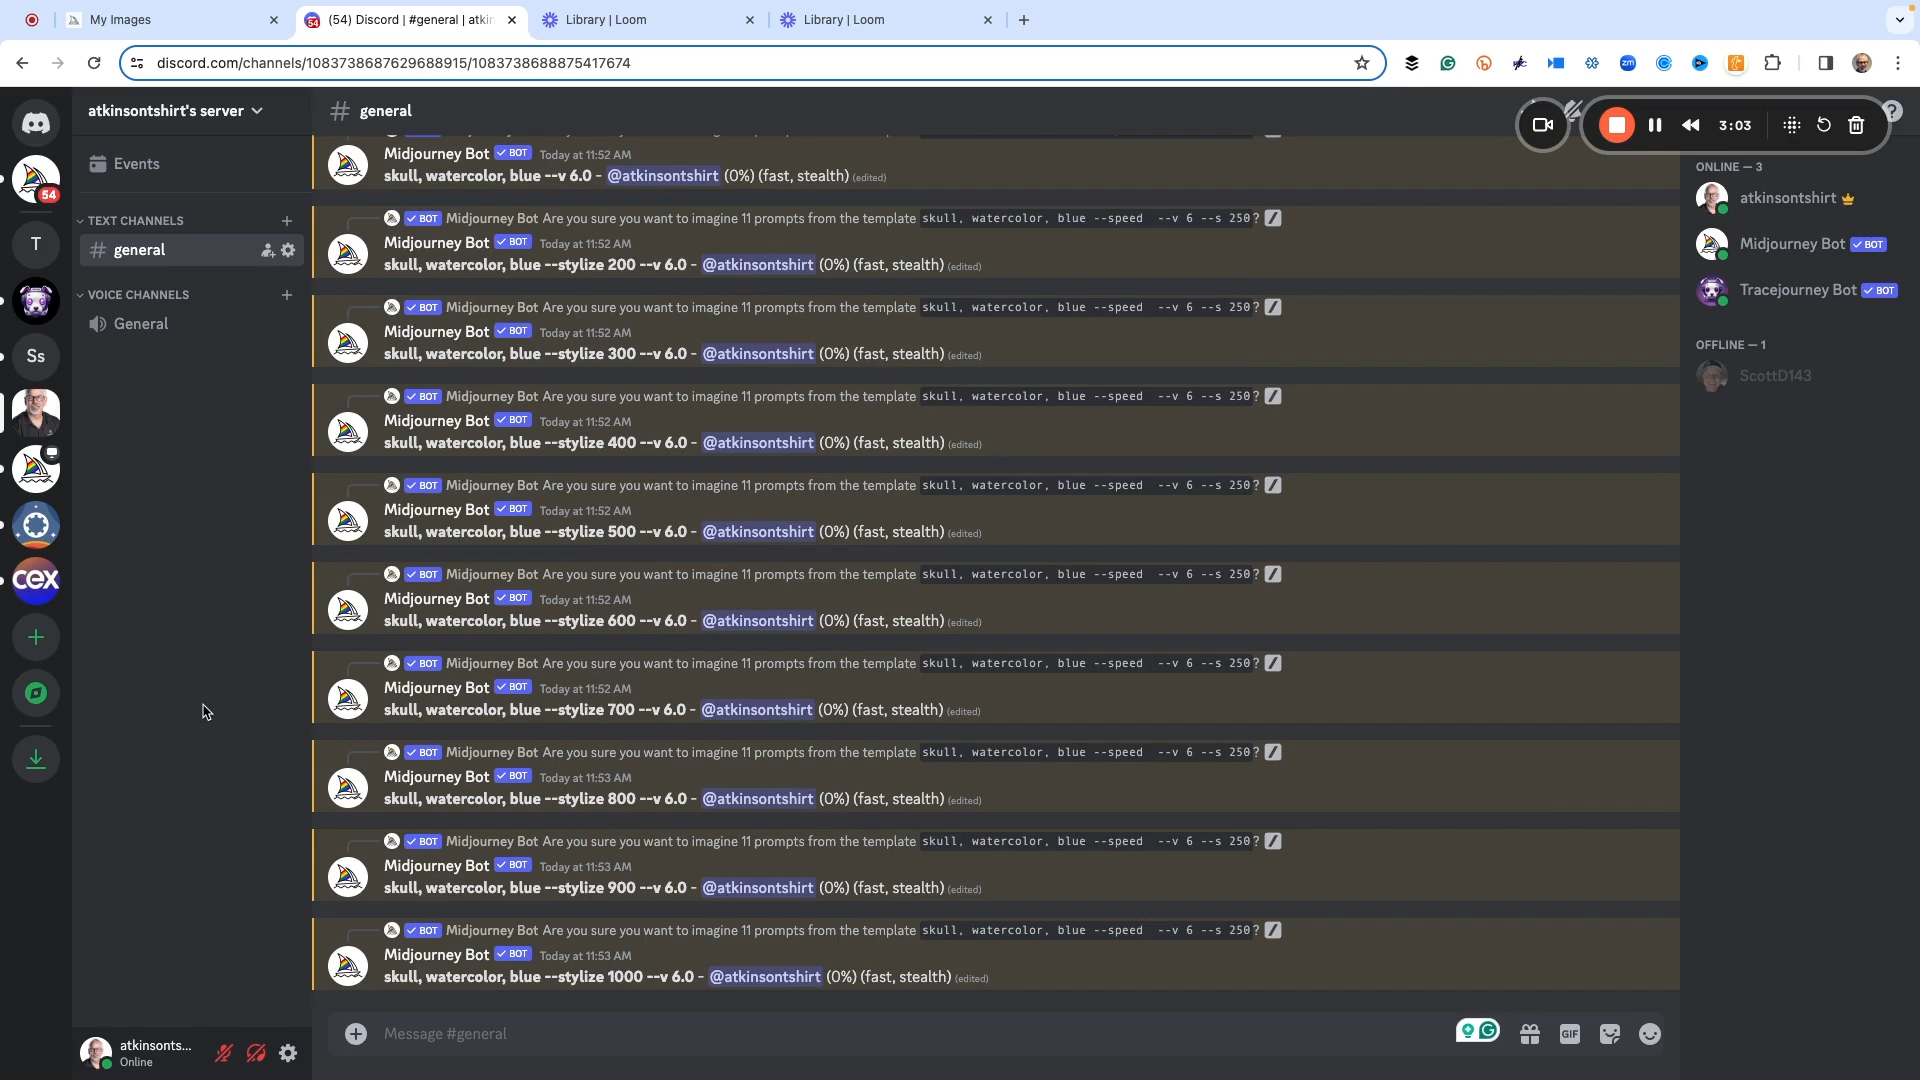 My Images
(54) Discord | #general | atkin
Library | Loom
Library | Loom
discord.com/channels/1083738687629688915/1083738688875417674
atkinsontshirt's server
Events
TEXT CHANNELS
general
VOICE CHANNELS
General
54
T
Ss
cex
general
3:03
Midjourney Bot BOT Today at 11:52 AM
skull, watercolor, blue --v 6.0 - @atkinsontshirt (0%) (fast, stealth) (edited)
BOT Midjourney Bot Are you sure you want to imagine 11 prompts from the template skull, watercolor, blue --speed --v 6 --s 250?
Midjourney Bot BOT Today at 11:52 AM
skull, watercolor, blue --stylize 200 --v 6.0 - @atkinsontshirt (0%) (fast, stealth) (edited)
BOT Midjourney Bot Are you sure you want to imagine 11 prompts from the template skull, watercolor, blue --speed --v 6 --s 250?
Midjourney Bot BOT Today at 11:52 AM
skull, watercolor, blue --stylize 300 --v 6.0 - @atkinsontshirt (0%) (fast, stealth) (edited)
BOT Midjourney Bot Are you sure you want to imagine 11 prompts from the template skull, watercolor, blue --speed --v 6 --s 250?
Midjourney Bot BOT Today at 11:52 AM
skull, watercolor, blue --stylize 400 --v 6.0 - @atkinsontshirt (0%) (fast, stealth) (edited)
BOT Midjourney Bot Are you sure you want to imagine 11 prompts from the template skull, watercolor, blue --speed --v 6 --s 250?
Midjourney Bot BOT Today at 11:52 AM
skull, watercolor, blue --stylize 500 --v 6.0 - @atkinsontshirt (0%) (fast, stealth) (edited)
BOT Midjourney Bot Are you sure you want to imagine 11 prompts from the template skull, watercolor, blue --speed --v 6 --s 250?
Midjourney Bot BOT Today at 11:52 AM
skull, watercolor, blue --stylize 600 --v 6.0 - @atkinsontshirt (0%) (fast, stealth) (edited)
BOT Midjourney Bot Are you sure you want to imagine 11 prompts from the template skull, watercolor, blue --speed --v 6 --s 250?
Midjourney Bot BOT Today at 11:52 AM
skull, watercolor, blue --stylize 700 --v 6.0 - @atkinsontshirt (0%) (fast, stealth) (edited)
BOT Midjourney Bot Are you sure you want to imagine 11 prompts from the template skull, watercolor, blue --speed --v 6 --s 250?
Midjourney Bot BOT Today at 11:53 AM
skull, watercolor, blue --stylize 800 --v 6.0 - @atkinsontshirt (0%) (fast, stealth) (edited)
BOT Midjourney Bot Are you sure you want to imagine 11 prompts from the template skull, watercolor, blue --speed --v 6 --s 250?
Midjourney Bot BOT Today at 11:53 AM
skull, watercolor, blue --stylize 900 --v 6.0 - @atkinsontshirt (0%) (fast, stealth) (edited)
BOT Midjourney Bot Are you sure you want to imagine 11 prompts from the template skull, watercolor, blue --speed --v 6 --s 250?
Midjourney Bot BOT Today at 11:53 AM
skull, watercolor, blue --stylize 1000 --v 6.0 - @atkinsontshirt (0%) (fast, stealth) (edited)
Message #general
GIF
ONLINE — 3
atkinsontshirt
Midjourney Bot BOT
Tracejourney Bot BOT
OFFLINE — 1
ScottD143
atkinsonts...
Online